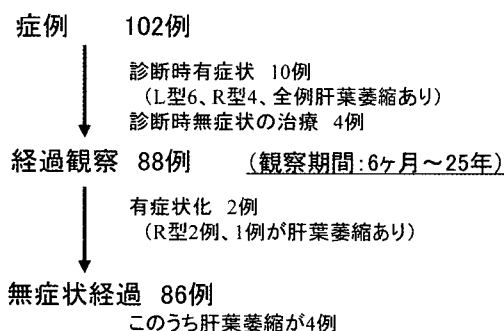 症例 102例
診断時有症状 10例
（L型6、R型4、全例肝葉萎縮あり）
診断時無症状の治療 4例
経過観察 88例 （観察期間：6ヶ月～25年）
有症状化 2例
（R型2例、1例が肝葉萎縮あり）
無症状経過 86例
このうち肝葉萎縮が4例